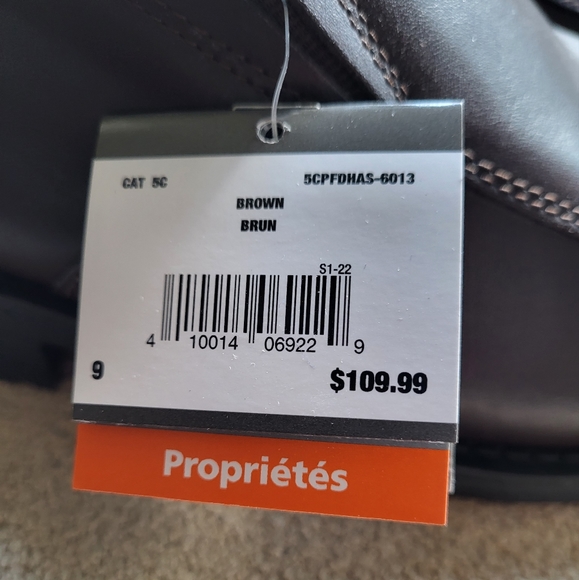 CAT 5C 5CPFDHAS-6013
BROWN
BRUN
S1-22
4 10014 06922 9
9 $109.99
Propriétés